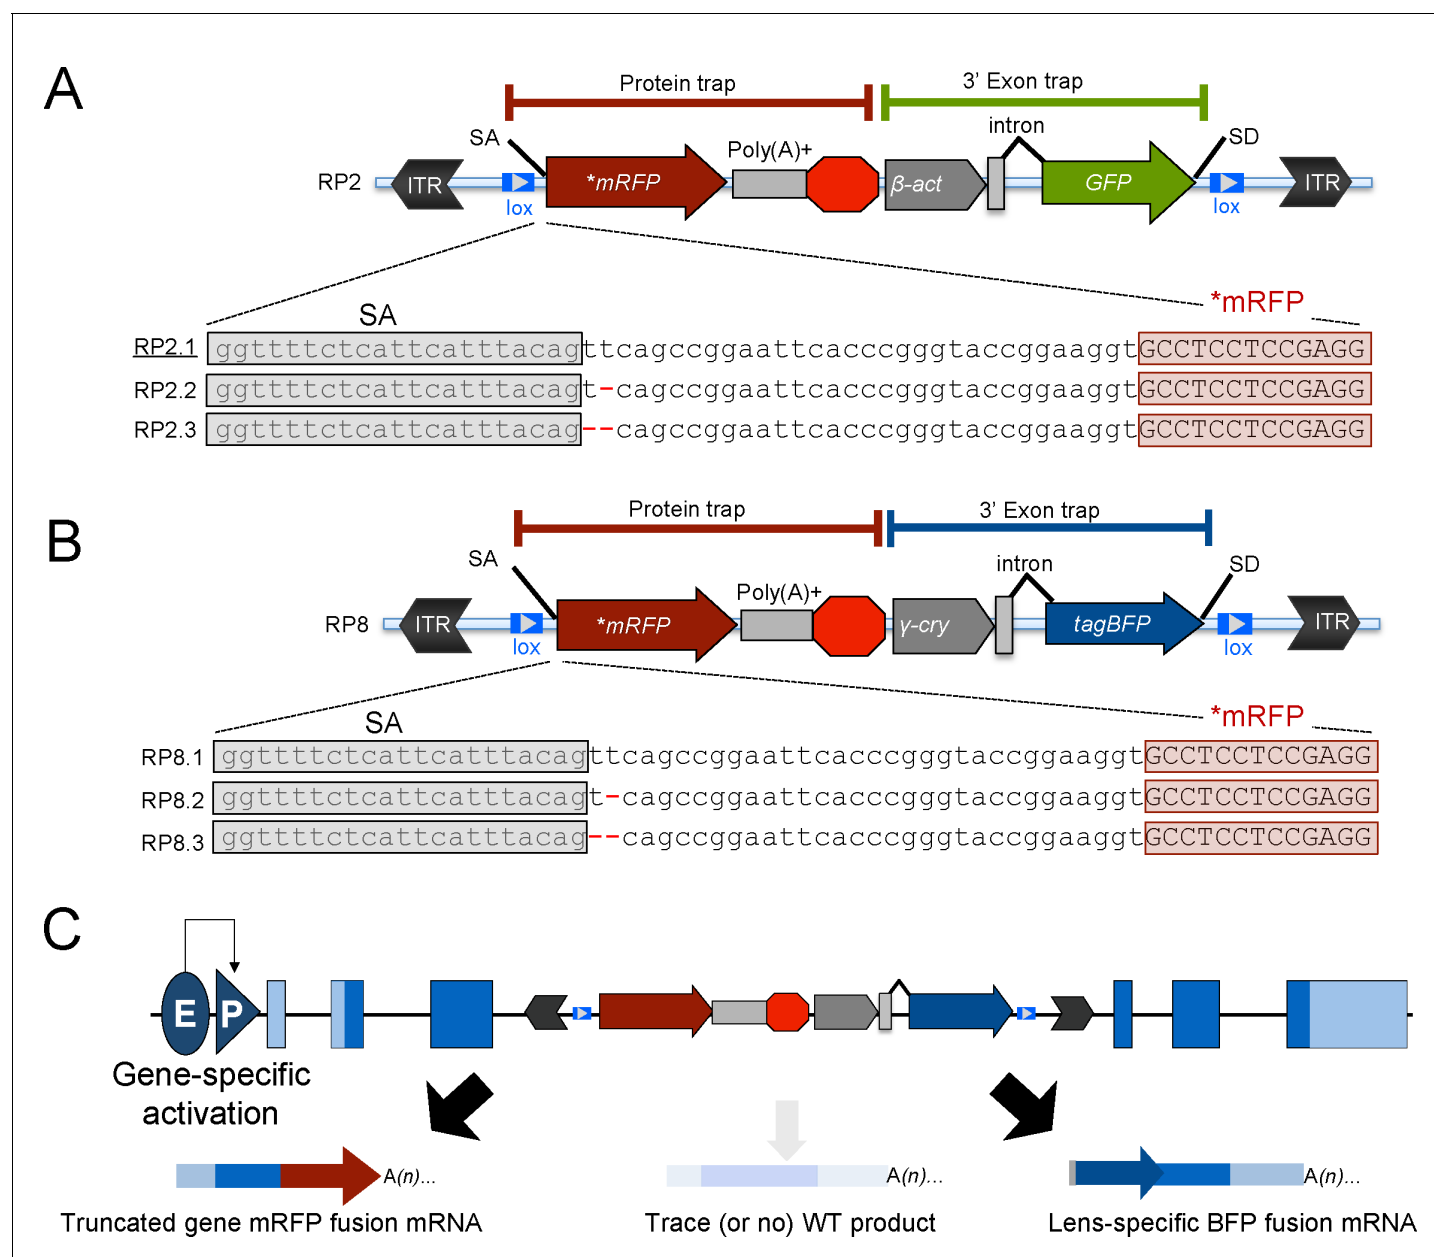 A
Protein trap
3’ Exon trap
SA
intron
SD
Poly(A)+
RP2
ITR
*mRFP
β-act
GFP
ITR
lox
lox
SA
*mRFP
RP2.1 ggttttctcattcatttacagttcagccggaattcacccgggtaccggaaggtGCCTCCTCCGAGG
RP2.2 ggttttctcattcatttacagt–cagccggaattcacccgggtaccggaaggtGCCTCCTCCGAGG
RP2.3 ggttttctcattcatttacag––cagccggaattcacccgggtaccggaaggtGCCTCCTCCGAGG
B
Protein trap
3’ Exon trap
SA
intron
SD
Poly(A)+
RP8
ITR
*mRFP
γ-cry
tagBFP
ITR
lox
lox
SA
*mRFP
RP8.1 ggttttctcattcatttacagttcagccggaattcacccgggtaccggaaggtGCCTCCTCCGAGG
RP8.2 ggttttctcattcatttacagt–cagccggaattcacccgggtaccggaaggtGCCTCCTCCGAGG
RP8.3 ggttttctcattcatttacag––cagccggaattcacccgggtaccggaaggtGCCTCCTCCGAGG
C
E
P
Gene-specific
activation
A(n)...
A(n)...
A(n)...
Truncated gene mRFP fusion mRNA
Trace (or no) WT product
Lens-specific BFP fusion mRNA